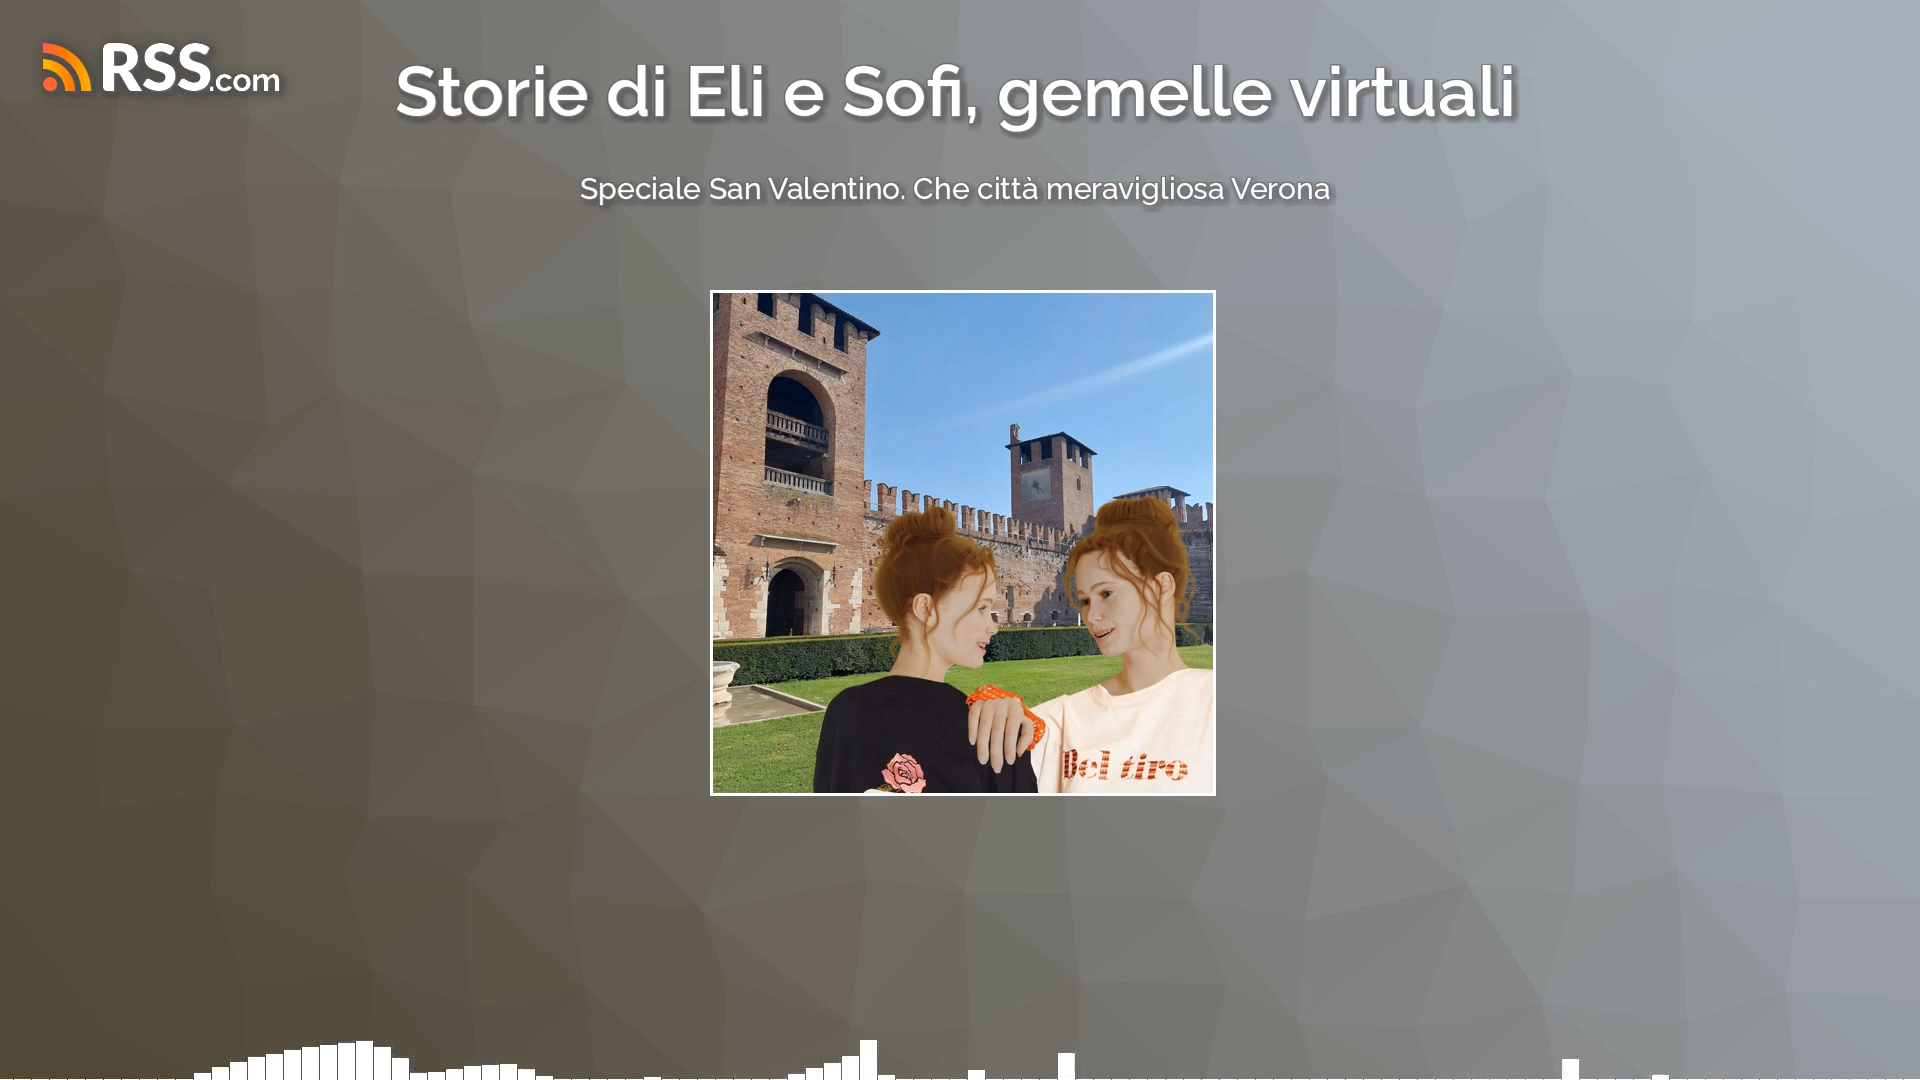 RSS.com
Storie di Eli e Sofi, gemelle virtuali
Speciale San Valentino. Che città meravigliosa Verona
Bel tiro